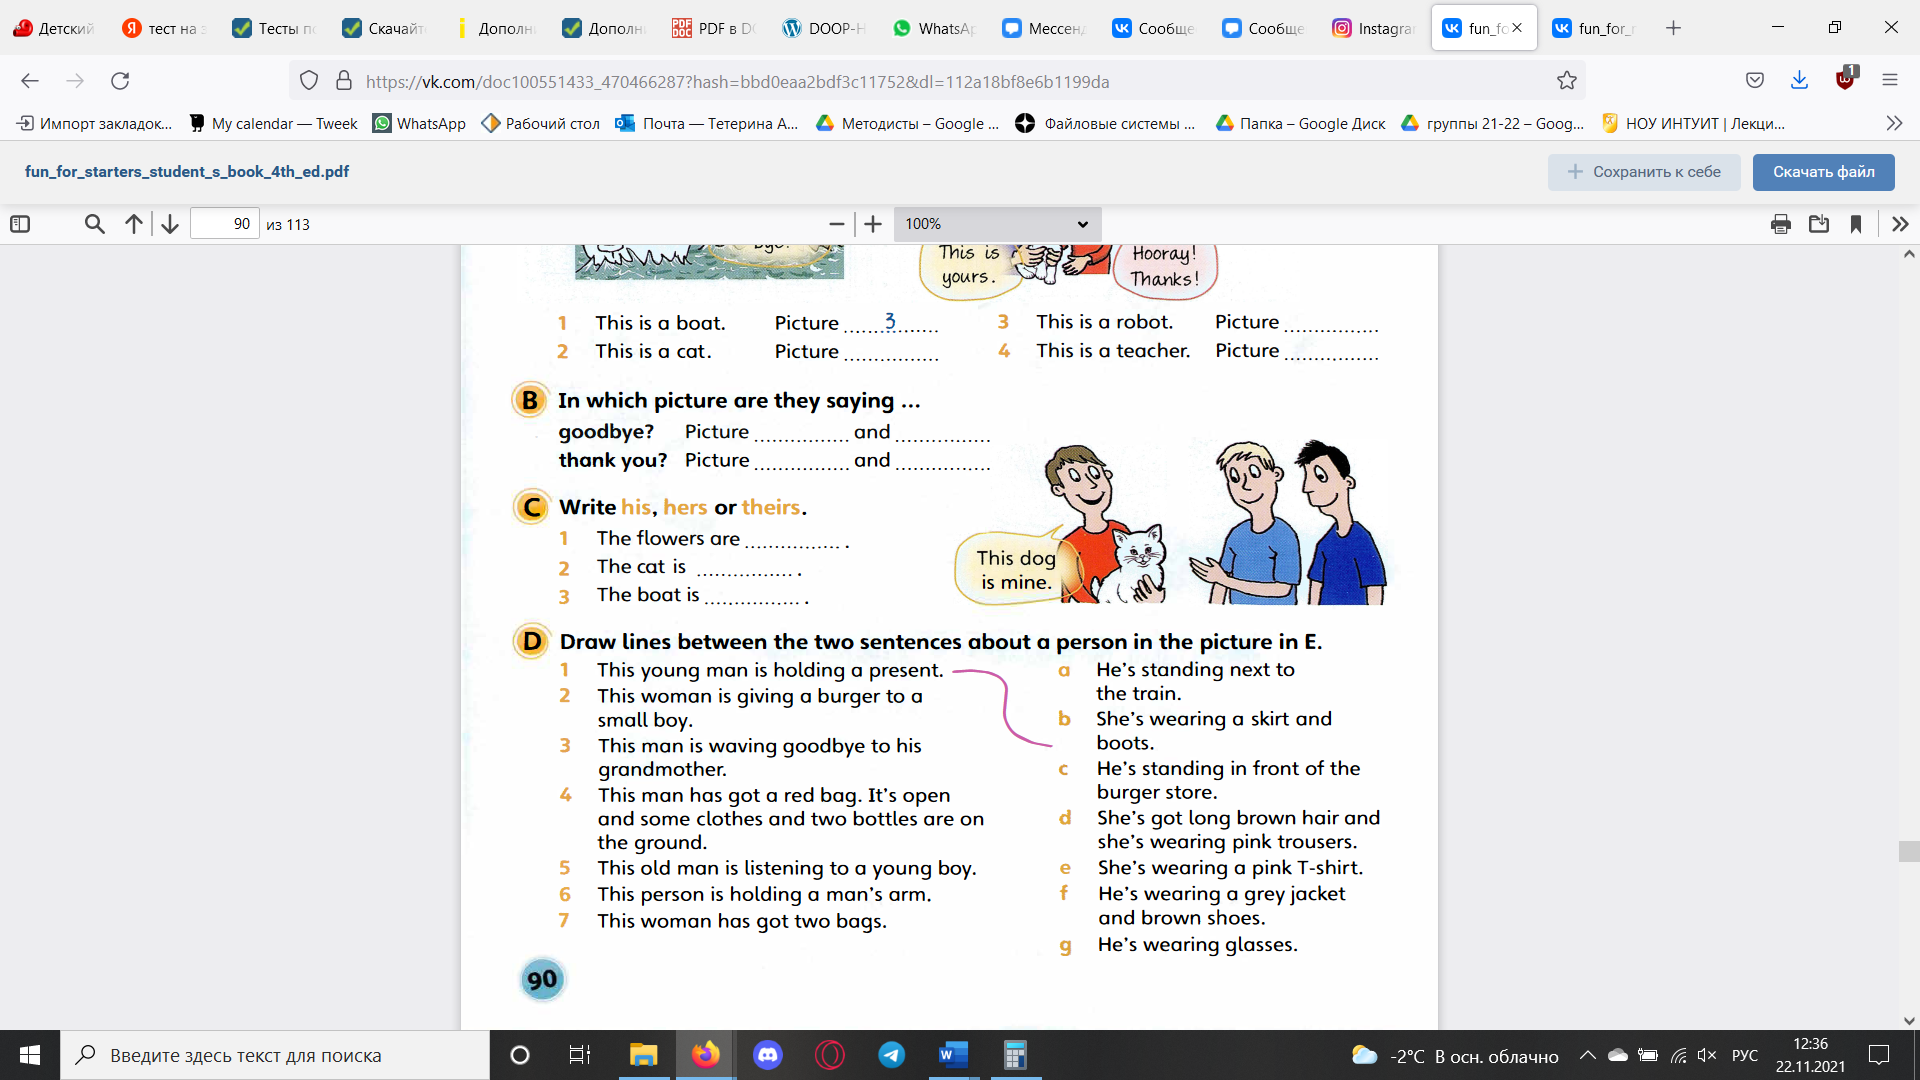 Детский
тест на з
Тесты по
Скачайт
Дополни
Дополни
PDF в DO
DOOP-H
WhatsAp
Мессенд
Сообще
Сообще
Instagra
fun_fo
fun_for_r
https://vk.com/doc100551433_470466287?hash=bbd0eaa2bdf3c11752&dl=112a18bf8e6b1199da
1
Импорт закладок...
My calendar — Tweek
WhatsApp
Рабочий стол
Почта — Тетерина А...
Методисты – Google ...
Файловые системы ...
Папка – Google Диск
группы 21-22 – Goog...
НОУ ИНТУИТ | Лекци...
fun_for_starters_student_s_book_4th_ed.pdf
Сохранить к себе
Скачать файл
90 из 113
100%
Bye!
This is
yours.
Hooray!
Thanks!
1 This is a boat. Picture ....3....
2 This is a cat. Picture ................
3 This is a robot. Picture ................
4 This is a teacher. Picture ................
B In which picture are they saying ...
goodbye? Picture ................ and ................
thank you? Picture ................ and ................
C Write his, hers or theirs.
1 The flowers are ................ .
2 The cat is ................ .
3 The boat is ................ .
This dog
is mine.
D Draw lines between the two sentences about a person in the picture in E.
1 This young man is holding a present.
2 This woman is giving a burger to a
small boy.
3 This man is waving goodbye to his
grandmother.
4 This man has got a red bag. It's open
and some clothes and two bottles are on
the ground.
5 This old man is listening to a young boy.
6 This person is holding a man's arm.
7 This woman has got two bags.
a He's standing next to
the train.
b She's wearing a skirt and
boots.
c He's standing in front of the
burger store.
d She's got long brown hair and
she's wearing pink trousers.
e She's wearing a pink T-shirt.
f He's wearing a grey jacket
and brown shoes.
g He's wearing glasses.
90
Введите здесь текст для поиска
-2°C В осн. облачно
РУС
12:36
22.11.2021